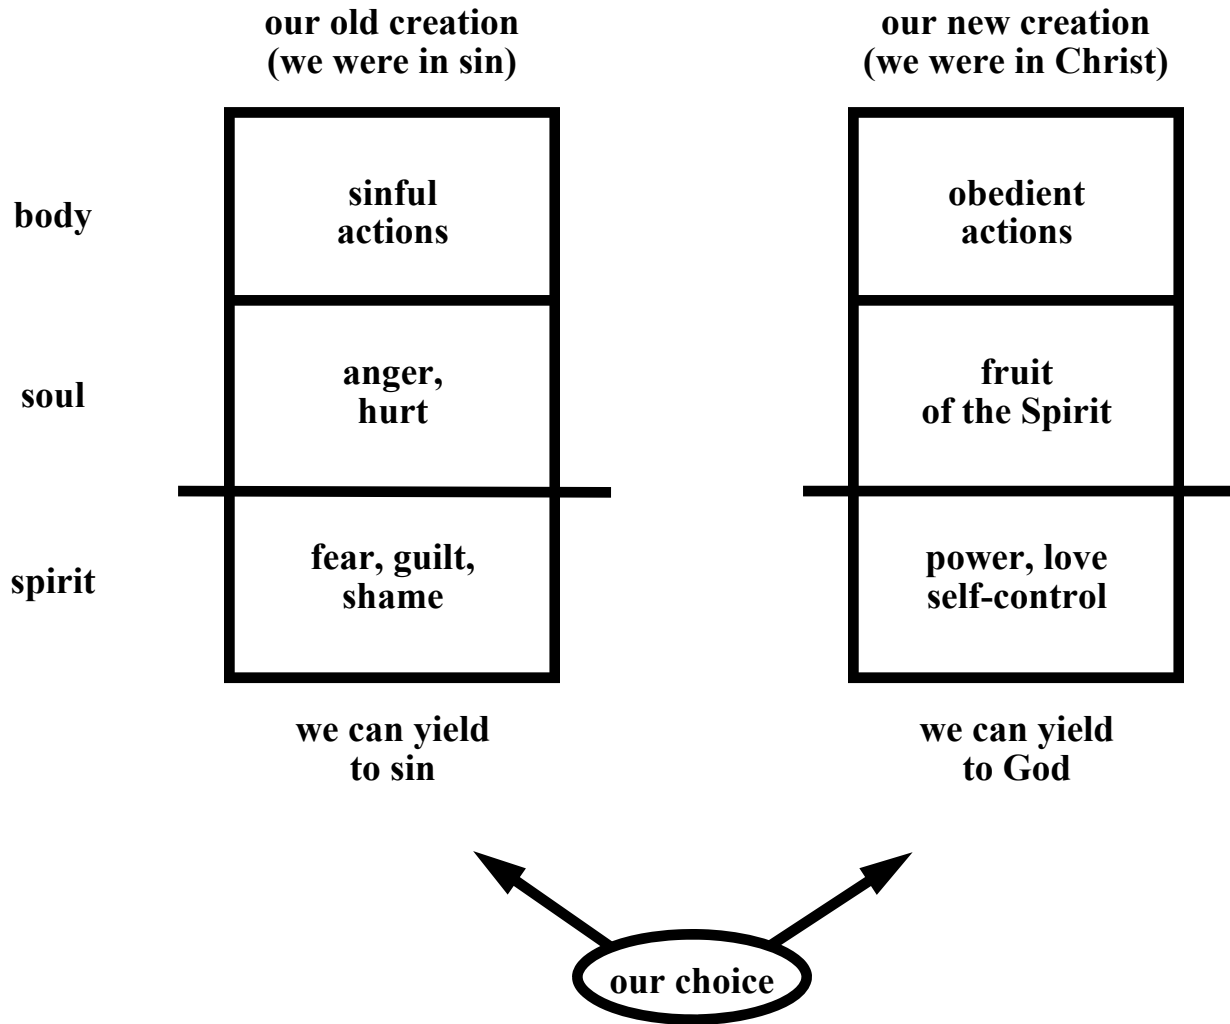 our old creation
(we were in sin)
our new creation
(we were in Christ)
body
sinful
actions
obedient
actions
soul
anger,
hurt
fruit
of the Spirit
spirit
fear, guilt,
shame
power, love
self-control
we can yield
to sin
we can yield
to God
our choice